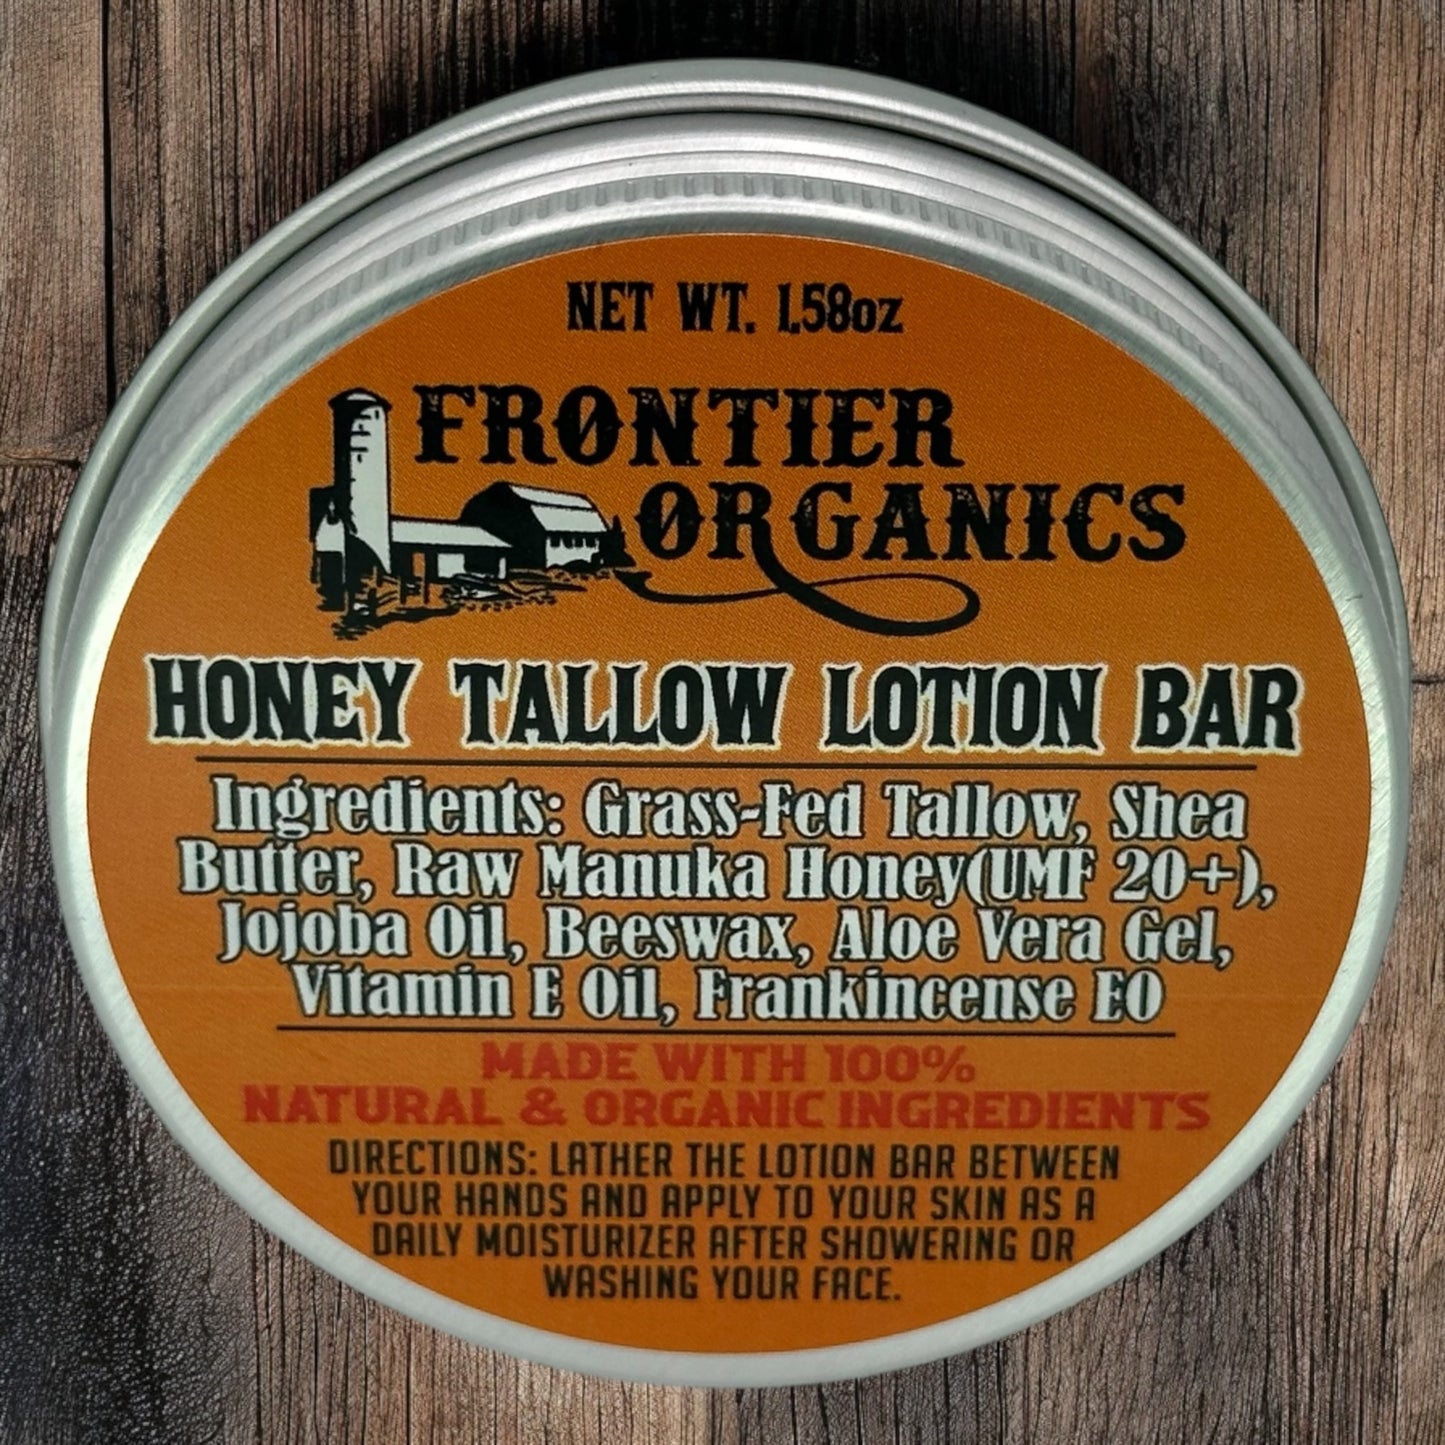 NET WT. 1.58oz
FRONTIER
ORGANICS
HONEY TALLOW LOTION BAR
Ingredients: Grass-Fed Tallow, Shea
Butter, Raw Manuka Honey(UMF 20+),
Jojoba Oil, Beeswax, Aloe Vera Gel,
Vitamin E Oil, Frankincense EO
MADE WITH 100%
NATURAL & ORGANIC INGREDIENTS
DIRECTIONS: LATHER THE LOTION BAR BETWEEN
YOUR HANDS AND APPLY TO YOUR SKIN AS A
DAILY MOISTURIZER AFTER SHOWERING OR
WASHING YOUR FACE.